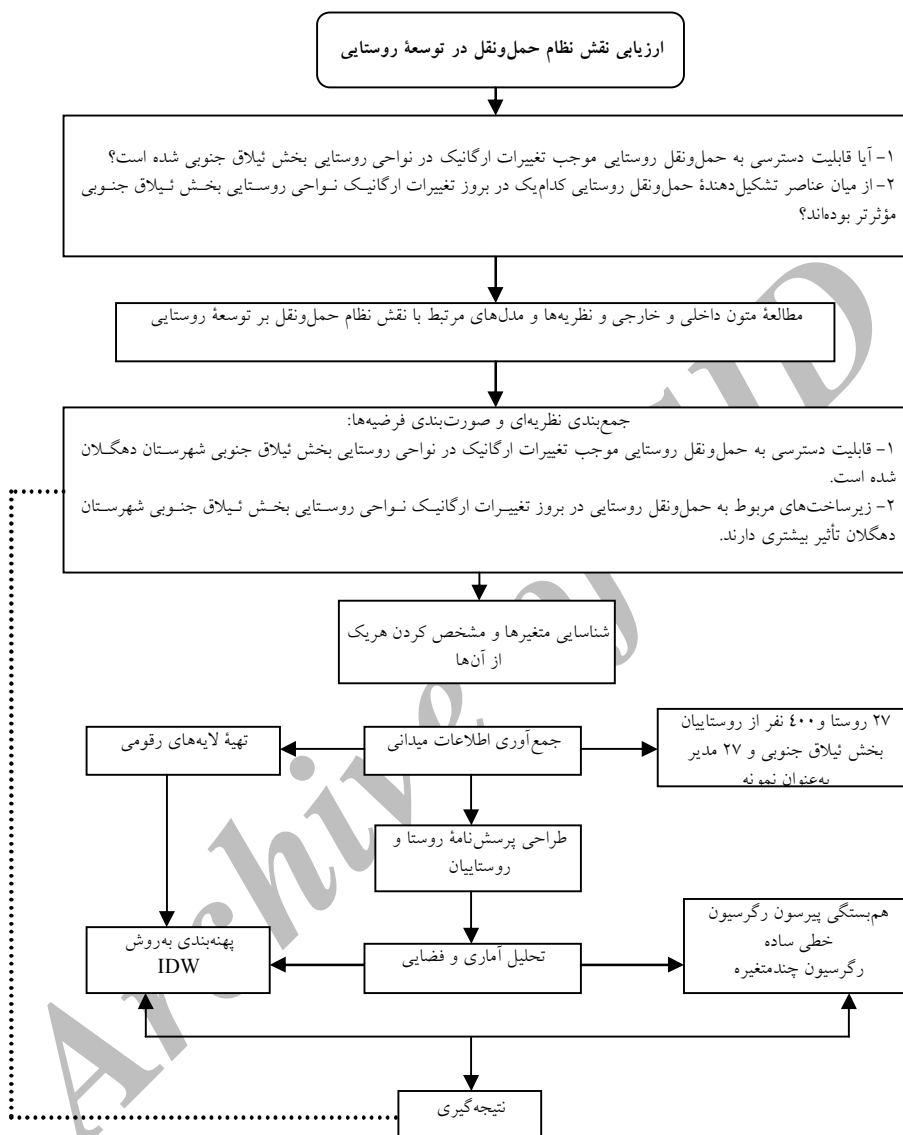 ارزیابی نقش نظام حمل‌ونقل در توسعهٔ روستایی
۱- آیا قابلیت دسترسی به حمل‌ونقل روستایی موجب تغییرات ارگانیک در نواحی روستایی بخش ئیلاق جنوبی شده است؟
۲- از میان عناصر تشکیل‌دهندهٔ حمل‌ونقل روستایی کدام‌یک در بروز تغییرات ارگانیک نواحی روستایی بخش ئیلاق جنوبی
مؤثرتر بوده‌اند؟
مطالعهٔ متون داخلی و خارجی و نظریه‌ها و مدل‌های مرتبط با نقش نظام حمل‌ونقل بر توسعهٔ روستایی
جمع‌بندی نظریه‌ای و صورت‌بندی فرضیه‌ها:
۱- قابلیت دسترسی به حمل‌ونقل روستایی موجب تغییرات ارگانیک در نواحی روستایی بخش ئیلاق جنوبی شهرستان دهگلان
شده است.
۲- زیرساخت‌های مربوط به حمل‌ونقل روستایی در بروز تغییرات ارگانیک نواحی روستایی بخش ئیلاق جنوبی شهرستان
دهگلان تأثیر بیشتری دارند.
شناسایی متغیرها و مشخص کردن هریک
از آن‌ها
۲۷ روستا و ۴۰۰ نفر از روستاییان
بخش ئیلاق جنوبی و ۲۷ مدیر
به‌عنوان نمونه
جمع‌آوری اطلاعات میدانی
تهیهٔ لایه‌های رقومی
طراحی پرسش‌نامهٔ روستا و
روستاییان
هم‌بستگی پیرسون رگرسیون
خطی ساده
رگرسیون چندمتغیره
تحلیل آماری و فضایی
پهنه‌بندی به‌روش
IDW
نتیجه‌گیری
Archive of SID